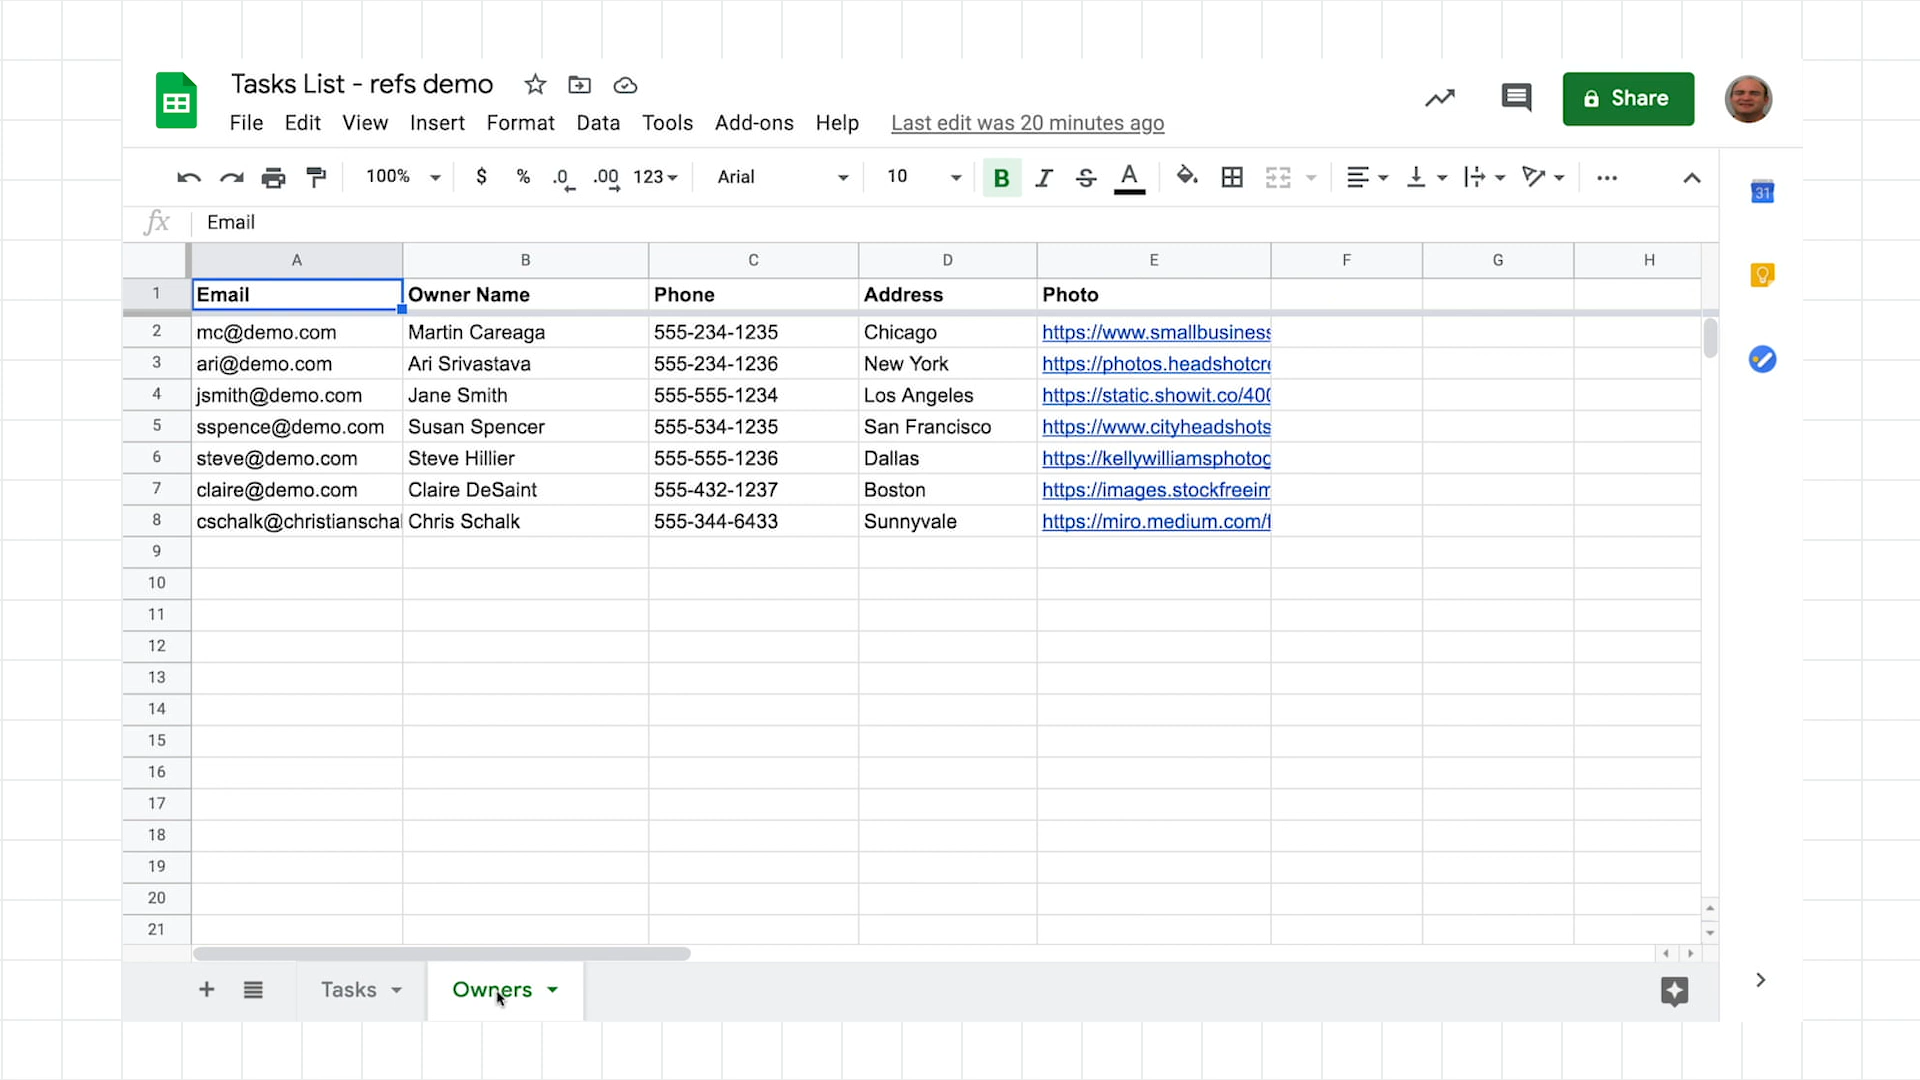 Tasks List - refs demo
File Edit View Insert Format Data Tools Add-ons Help Last edit was 20 minutes ago
Share
100% $ % .0 .00 123 Arial 10 B I S A
31
fx Email
A B C D E F G H
1 Email Owner Name Phone Address Photo
2 mc@demo.com Martin Careaga 555-234-1235 Chicago https://www.smallbusiness
3 ari@demo.com Ari Srivastava 555-234-1236 New York https://photos.headshotcre
4 jsmith@demo.com Jane Smith 555-555-1234 Los Angeles https://static.showit.co/400
5 sspence@demo.com Susan Spencer 555-534-1235 San Francisco https://www.cityheadshots
6 steve@demo.com Steve Hillier 555-555-1236 Dallas https://kellywilliamsphotog
7 claire@demo.com Claire DeSaint 555-432-1237 Boston https://images.stockfreeim
8 cschalk@christianschal Chris Schalk 555-344-6433 Sunnyvale https://miro.medium.com/f
9
10
11
12
13
14
15
16
17
18
19
20
21
Tasks Owners